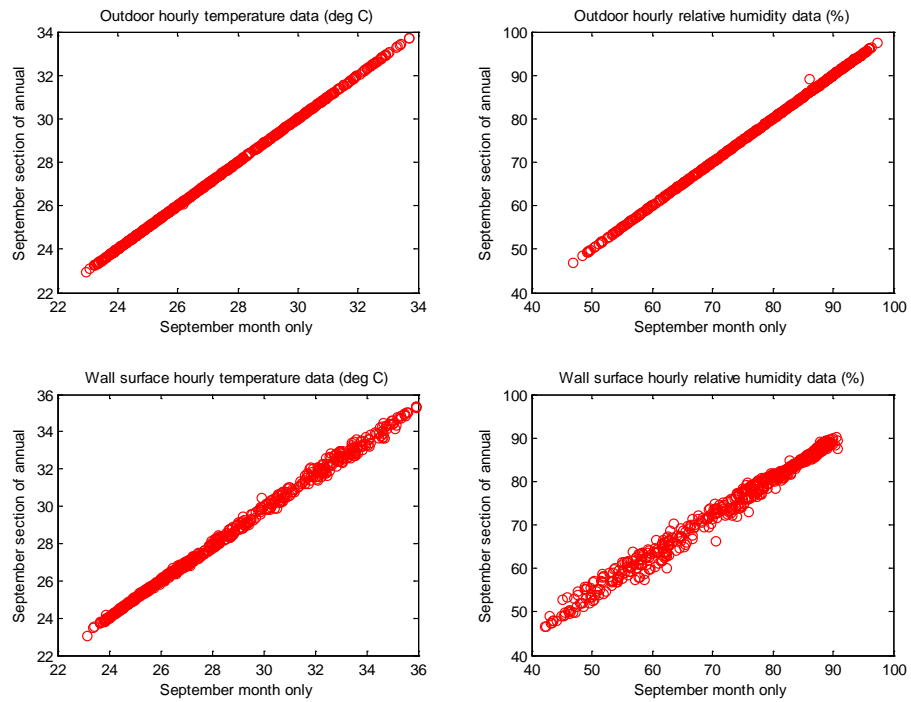 Outdoor hourly temperature data (deg C)
34
32
30
28
26
24
22
September section of annual
22 24 26 28 30 32 34
September month only
Outdoor hourly relative humidity data (%)
100
90
80
70
60
50
40
September section of annual
40 50 60 70 80 90 100
September month only
Wall surface hourly temperature data (deg C)
36
34
32
30
28
26
24
22
September section of annual
22 24 26 28 30 32 34 36
September month only
Wall surface hourly relative humidity data (%)
100
90
80
70
60
50
40
September section of annual
40 50 60 70 80 90 100
September month only